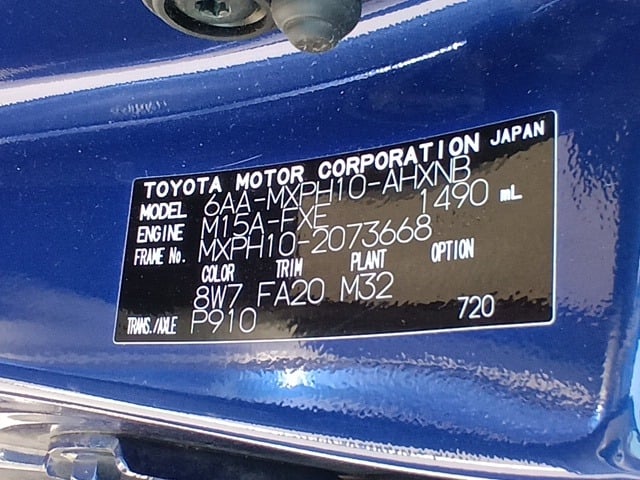 TOYOTA MOTOR CORPORATION JAPAN
MODEL 6AA-MXPH10-AHXNB
ENGINE M15A-FXE 1490 mL
FRAME No. MXPH10-2073668
COLOR TRIM PLANT OPTION
8W7 FA20 M32
TRANS./AXLE P910 720